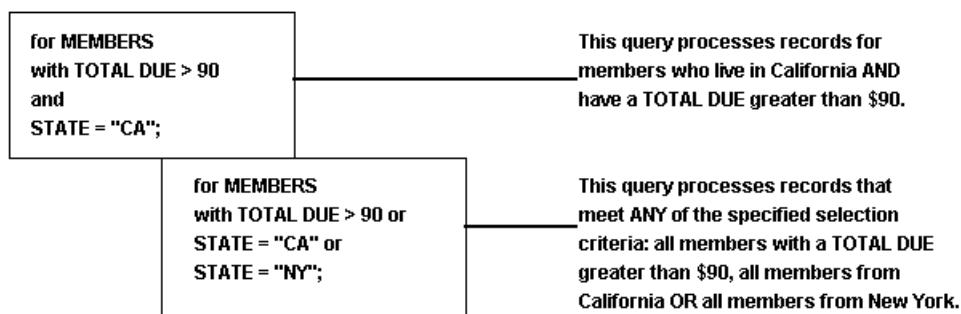 for MEMBERS
with TOTAL DUE > 90
and
STATE = "CA";
This query processes records for
members who live in California AND
have a TOTAL DUE greater than $90.
for MEMBERS
with TOTAL DUE > 90 or
STATE = "CA" or
STATE = "NY";
This query processes records that
meet ANY of the specified selection
criteria: all members with a TOTAL DUE
greater than $90, all members from
California OR all members from New York.